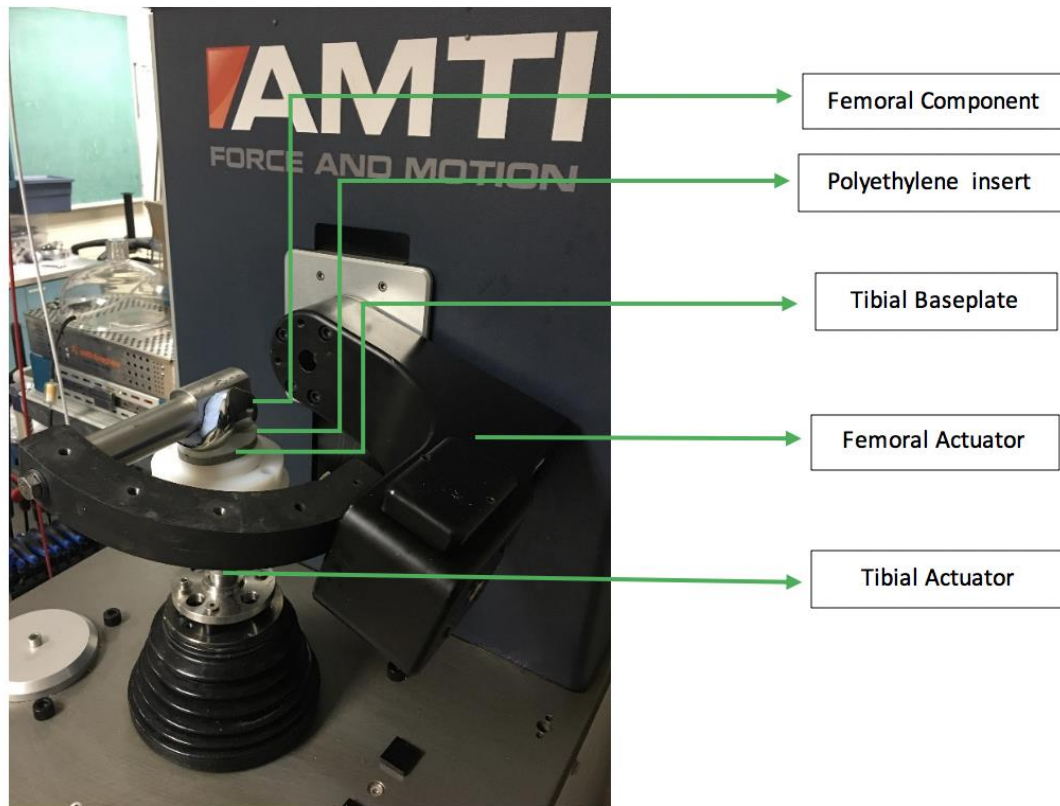 AMTI
FORCE AND MOTION
Femoral Component
Polyethylene insert
Tibial Baseplate
Femoral Actuator
Tibial Actuator